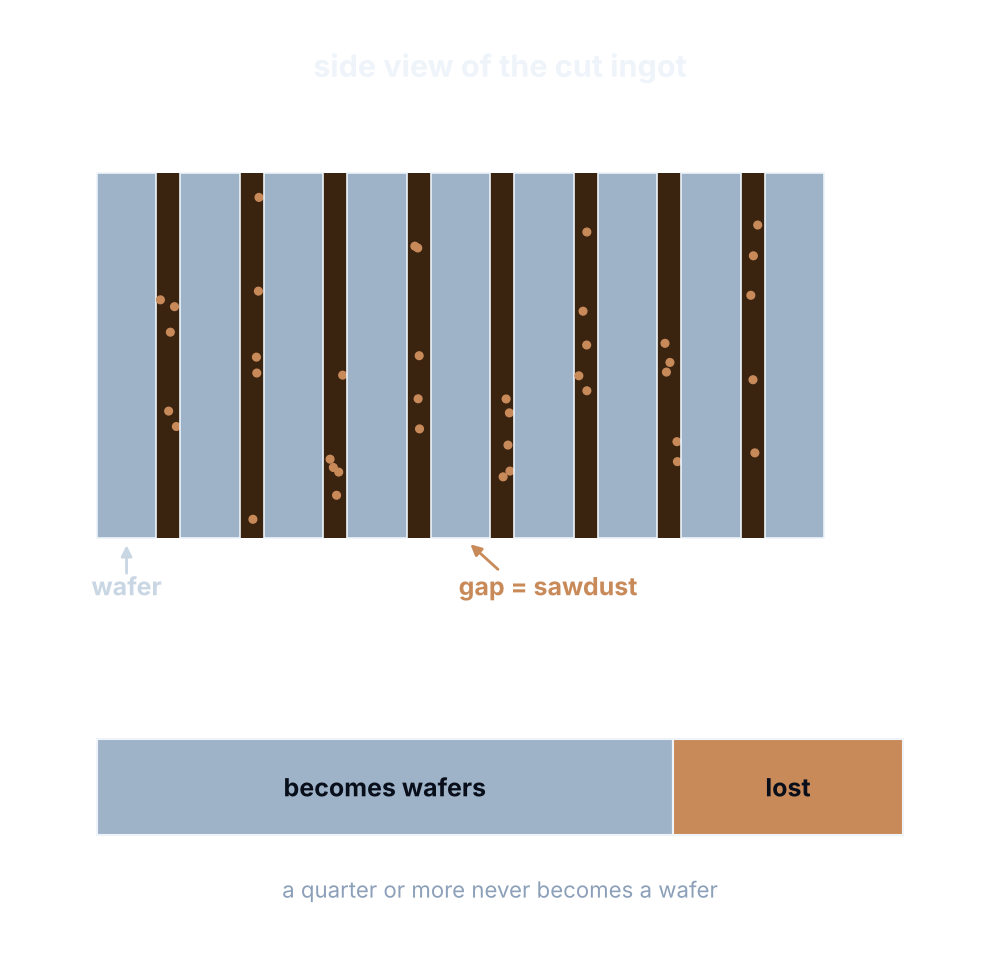 side view of the cut ingot
wafer
gap = sawdust
becomes wafers
lost
a quarter or more never becomes a wafer